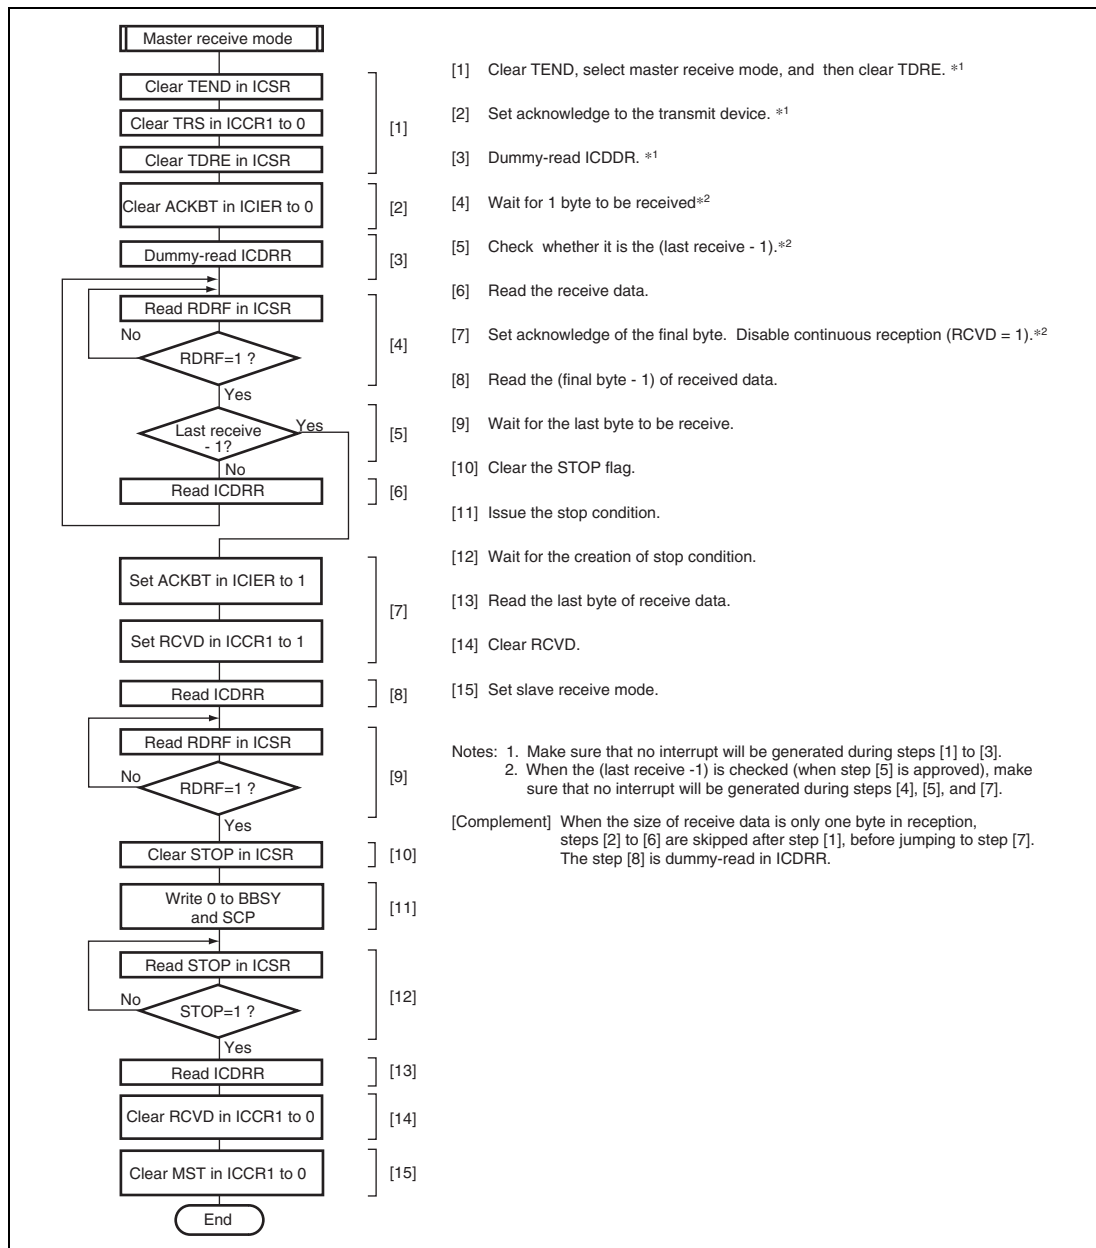 Master receive mode
Clear TEND in ICSR
Clear TRS in ICCR1 to 0
[1]
Clear TDRE in ICSR
Clear ACKBT in ICIER to 0
[2]
Dummy-read ICDRR
[3]
Read RDRF in ICSR
No
RDRF=1 ?
[4]
Yes
Last receive
- 1?
Yes
[5]
No
Read ICDRR
[6]
Set ACKBT in ICIER to 1
[7]
Set RCVD in ICCR1 to 1
Read ICDRR
[8]
Read RDRF in ICSR
No
RDRF=1 ?
[9]
Yes
Clear STOP in ICSR
[10]
Write 0 to BBSY
and SCP
[11]
Read STOP in ICSR
No
STOP=1 ?
[12]
Yes
Read ICDRR
[13]
Clear RCVD in ICCR1 to 0
[14]
Clear MST in ICCR1 to 0
[15]
End
[1] Clear TEND, select master receive mode, and then clear TDRE. *1
[2] Set acknowledge to the transmit device. *1
[3] Dummy-read ICDDR. *1
[4] Wait for 1 byte to be received*2
[5] Check whether it is the (last receive - 1).*2
[6] Read the receive data.
[7] Set acknowledge of the final byte. Disable continuous reception (RCVD = 1).*2
[8] Read the (final byte - 1) of received data.
[9] Wait for the last byte to be receive.
[10] Clear the STOP flag.
[11] Issue the stop condition.
[12] Wait for the creation of stop condition.
[13] Read the last byte of receive data.
[14] Clear RCVD.
[15] Set slave receive mode.
Notes: 1. Make sure that no interrupt will be generated during steps [1] to [3].
2. When the (last receive -1) is checked (when step [5] is approved), make
sure that no interrupt will be generated during steps [4], [5], and [7].
[Complement] When the size of receive data is only one byte in reception,
steps [2] to [6] are skipped after step [1], before jumping to step [7].
The step [8] is dummy-read in ICDRR.